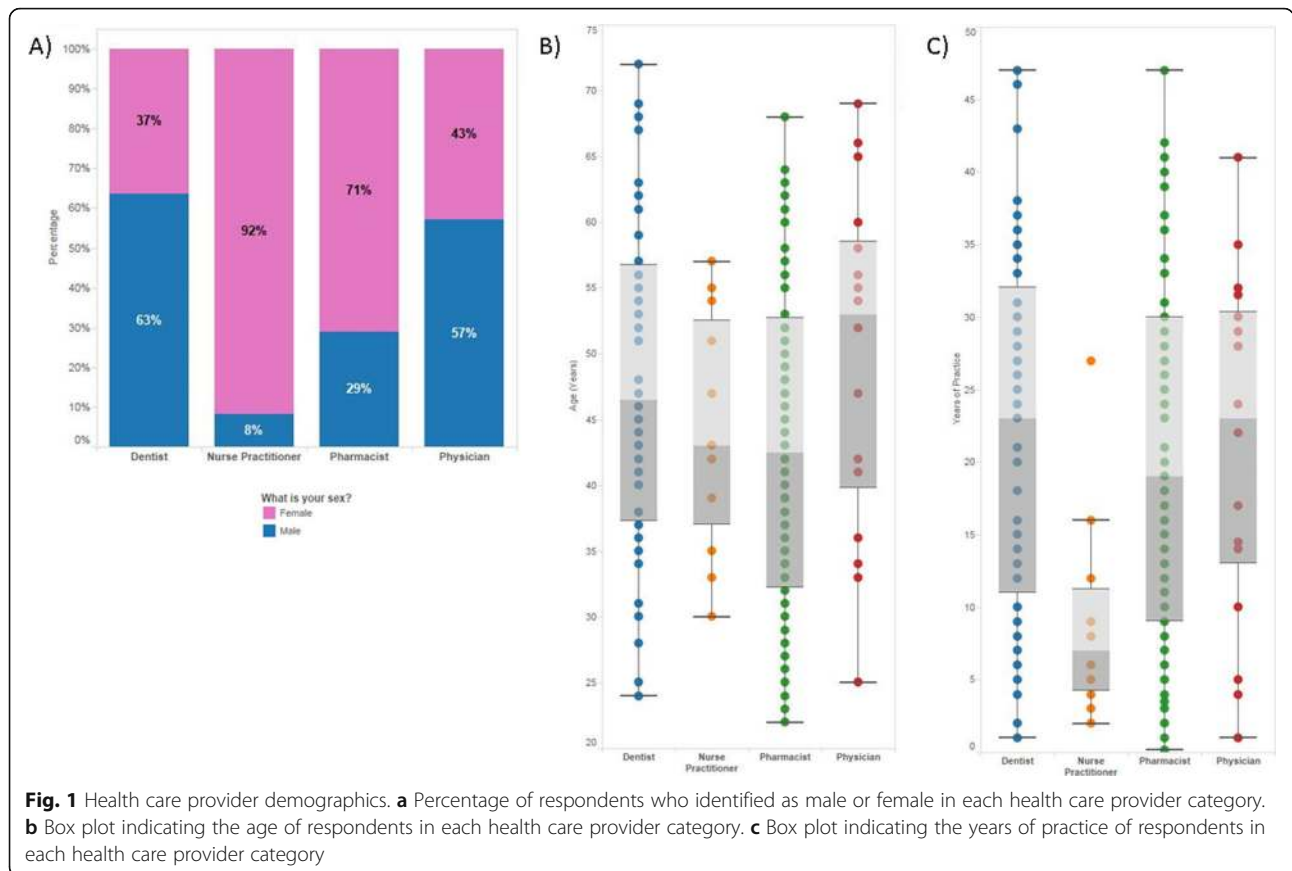 A)
100%
90%
80%
70%
60%
50%
40%
30%
20%
10%
0%
Percentage
37%
63%
92%
8%
71%
29%
43%
57%
Dentist
Nurse Practitioner
Pharmacist
Physician
What is your sex?
Female
Male
B)
75
70
65
60
55
50
45
40
35
30
25
20
Age (Years)
Dentist
Nurse
Practitioner
Pharmacist
Physician
C)
50
45
40
35
30
25
20
15
10
5
0
Years of Practice
Dentist
Nurse
Practitioner
Pharmacist
Physician
Fig. 1 Health care provider demographics. a Percentage of respondents who identified as male or female in each health care provider category.
b Box plot indicating the age of respondents in each health care provider category. c Box plot indicating the years of practice of respondents in
each health care provider category